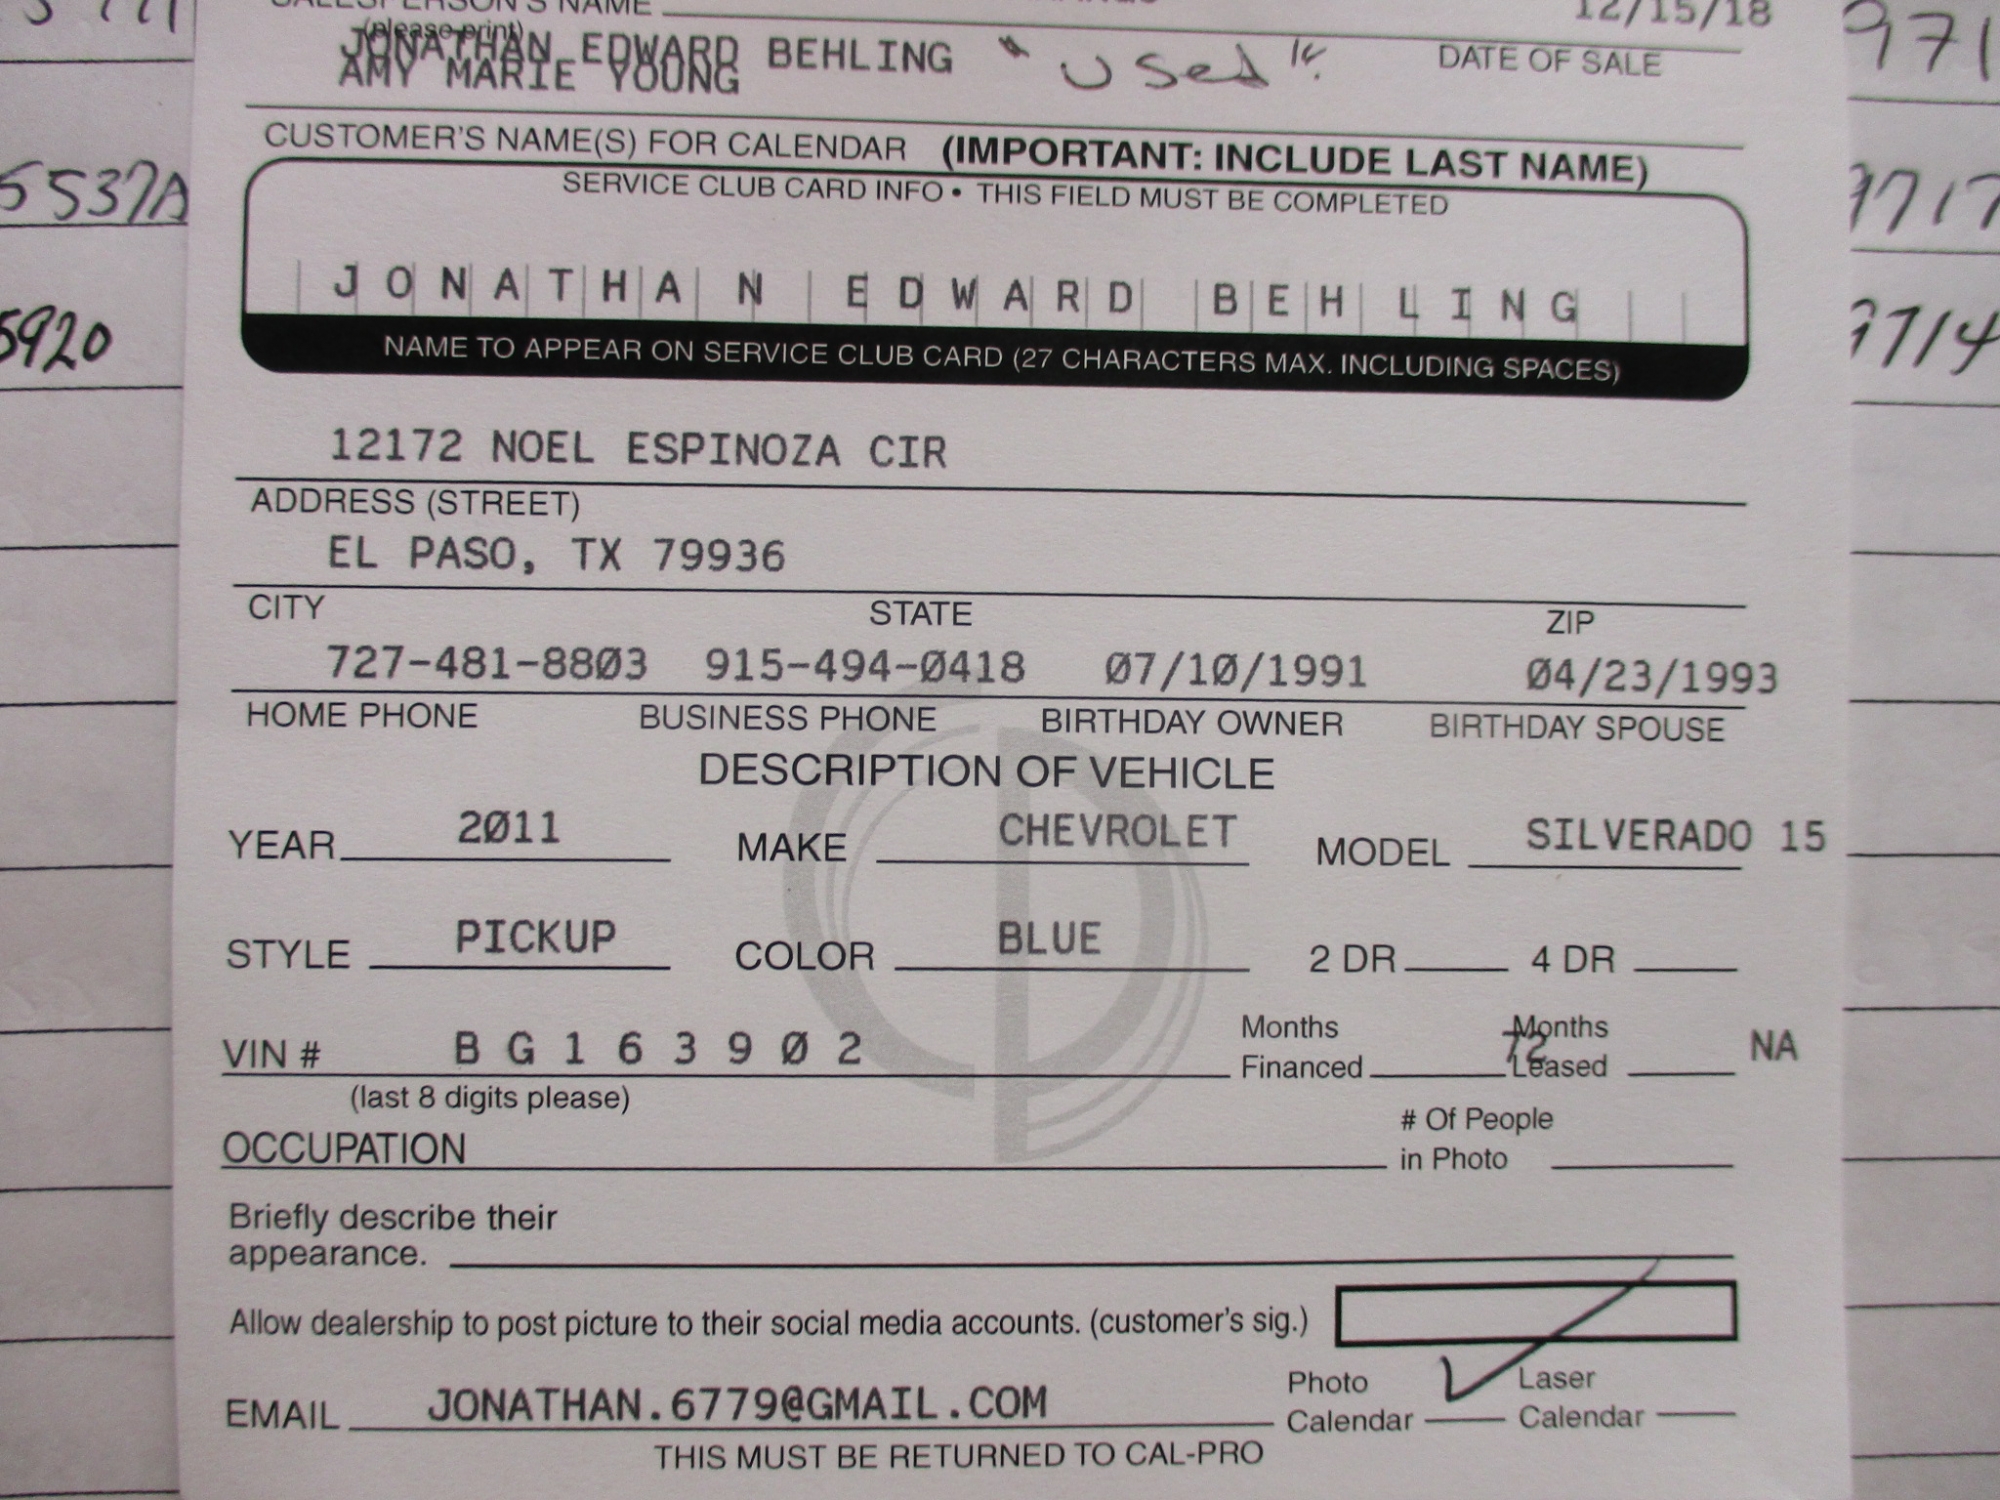 SALESPERSON'S NAME
12/15/18
(please print)
DATE OF SALE
JONATHAN EDWARD BEHLING "Used".
AMY MARIE YOUNG
CUSTOMER'S NAME(S) FOR CALENDAR (IMPORTANT: INCLUDE LAST NAME)
SERVICE CLUB CARD INFO • THIS FIELD MUST BE COMPLETED
JONATHAN EDWARD BEHLING
NAME TO APPEAR ON SERVICE CLUB CARD (27 CHARACTERS MAX. INCLUDING SPACES)
12172 NOEL ESPINOZA CIR
ADDRESS (STREET)
EL PASO, TX 79936
CITY STATE ZIP
727-481-8803 915-494-0418 07/10/1991 04/23/1993
HOME PHONE BUSINESS PHONE BIRTHDAY OWNER BIRTHDAY SPOUSE
DESCRIPTION OF VEHICLE
YEAR 2011 MAKE CHEVROLET MODEL SILVERADO 15
STYLE PICKUP COLOR BLUE 2 DR 4 DR
VIN # BG163902 Months Financed 72 Months Leased NA
(last 8 digits please)
OCCUPATION # Of People in Photo
Briefly describe their
appearance.
Allow dealership to post picture to their social media accounts. (customer's sig.)
EMAIL JONATHAN.6779@GMAIL.COM Photo Calendar Laser Calendar
THIS MUST BE RETURNED TO CAL-PRO
5537A
5920
971
9717
9714